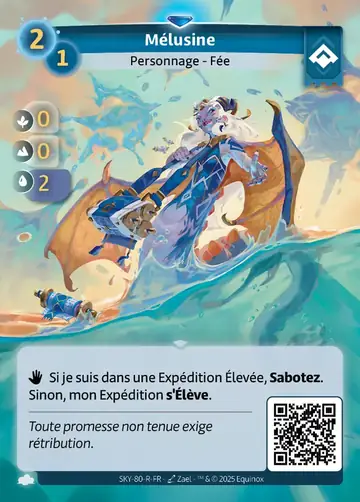 2
Mélusine
1
Personnage - Fée
0
0
2
Si je suis dans une Expédition Élevée, Sabotez.
Sinon, mon Expédition s'Élève.
Toute promesse non tenue exige
rétribution.
SKY-80-R-FR - Zael - ™ & © 2025 Equinox